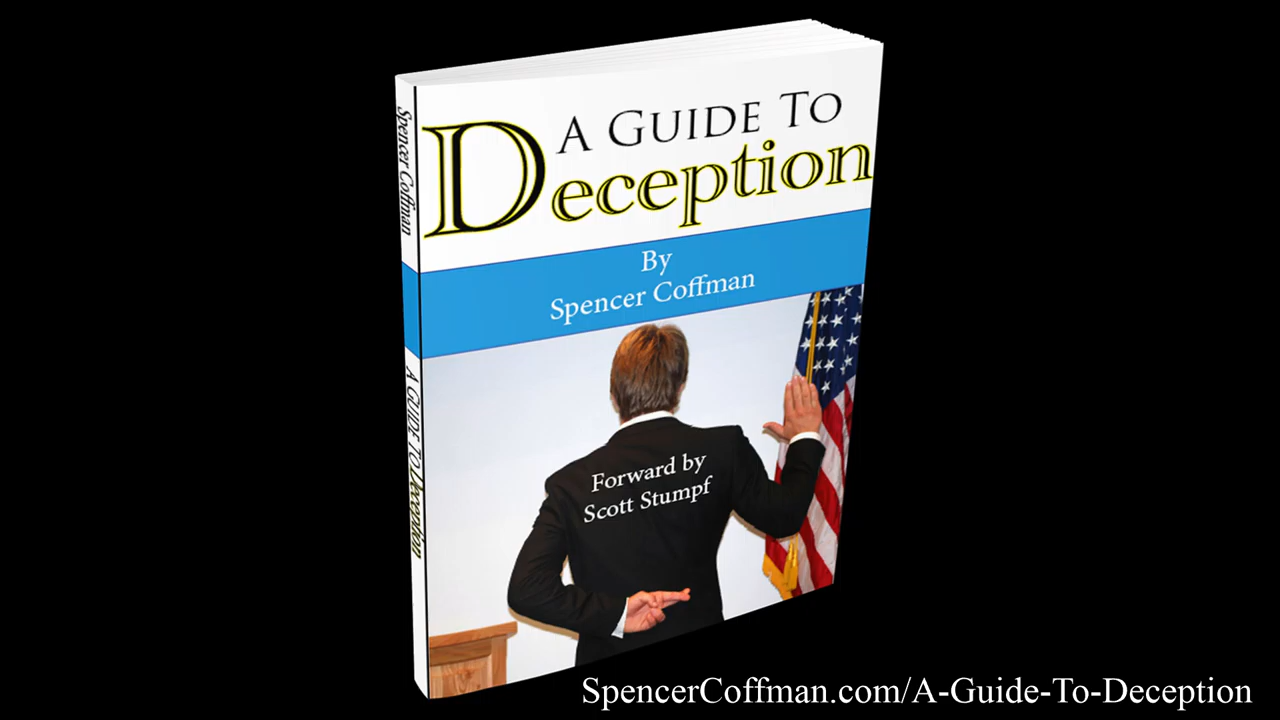 A GUIDE TO
Deception
By
Spencer Coffman
Forward by
Scott Stumpf
Spencer Coffman
A GUIDE TO Deception
SpencerCoffman.com/A-Guide-To-Deception